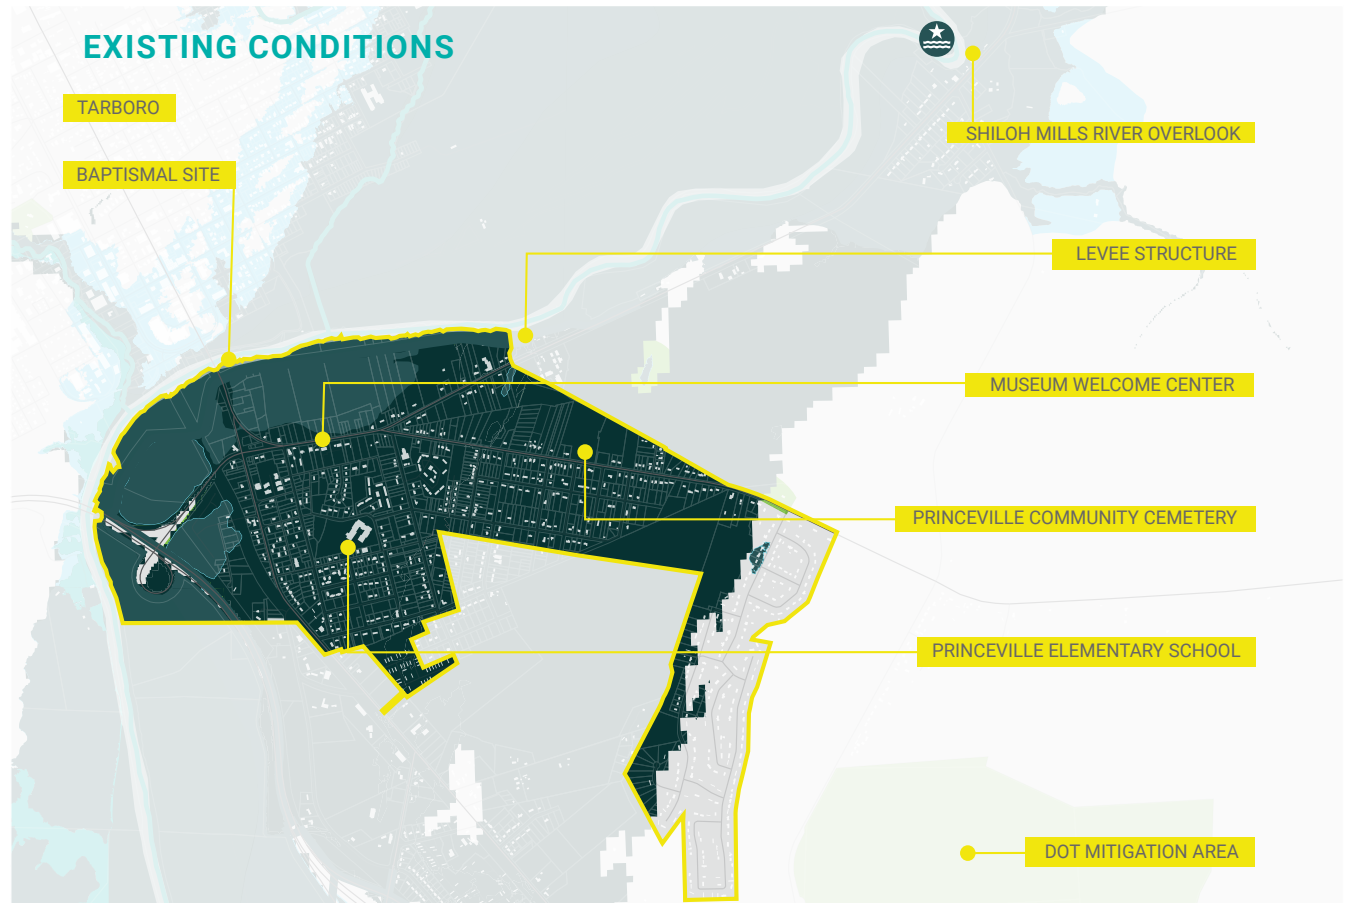 EXISTING CONDITIONS
TARBORO
SHILOH MILLS RIVER OVERLOOK
BAPTISMAL SITE
LEVEE STRUCTURE
MUSEUM WELCOME CENTER
PRINCEVILLE COMMUNITY CEMETERY
PRINCEVILLE ELEMENTARY SCHOOL
DOT MITIGATION AREA